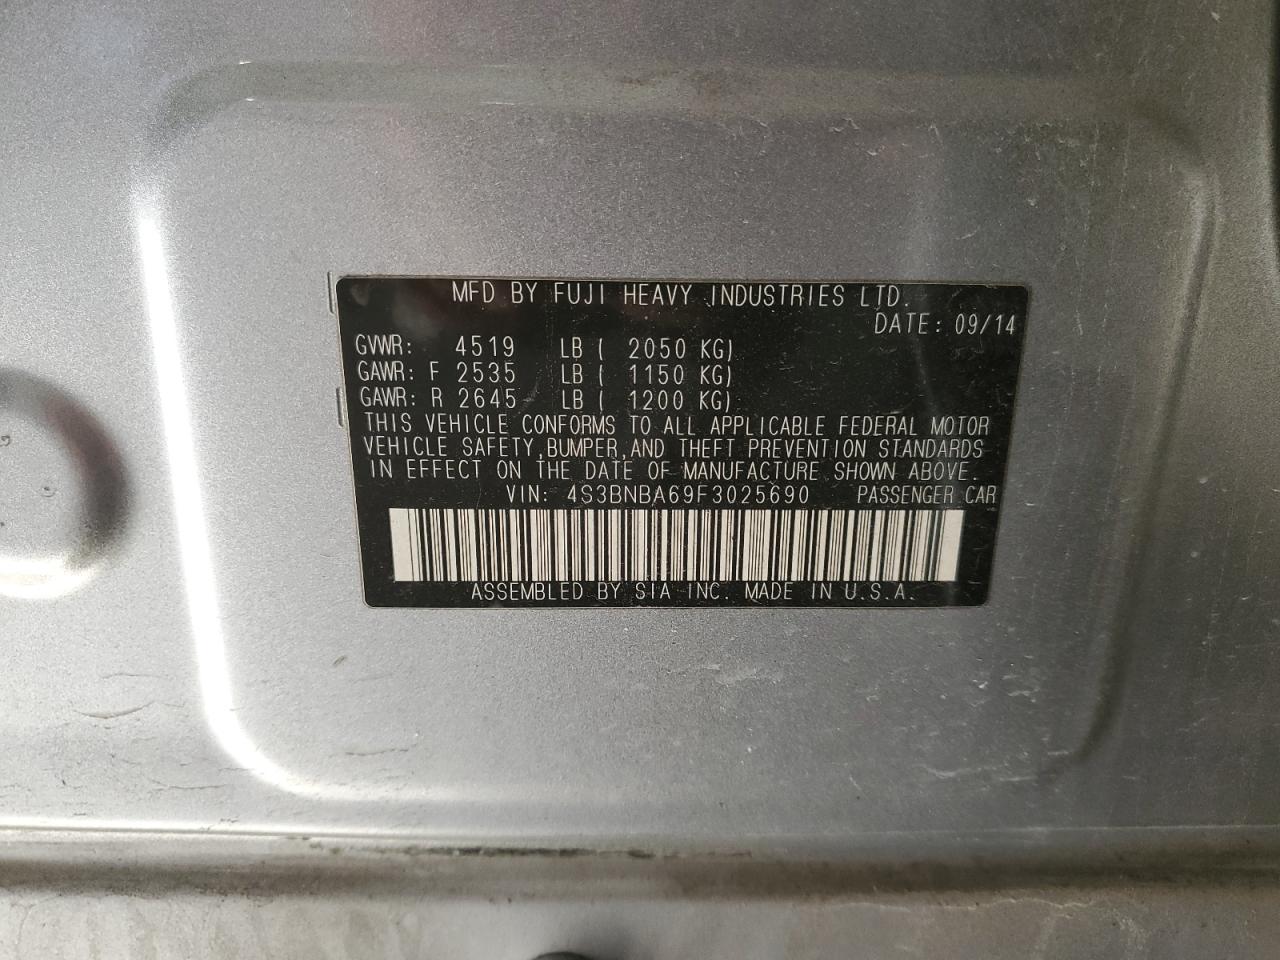 MFD BY FUJI HEAVY INDUSTRIES LTD.
DATE: 09/14
GVWR: 4519 LB ( 2050 KG)
GAWR: F 2535 LB ( 1150 KG)
GAWR: R 2645 LB ( 1200 KG)
THIS VEHICLE CONFORMS TO ALL APPLICABLE FEDERAL MOTOR
VEHICLE SAFETY, BUMPER, AND THEFT PREVENTION STANDARDS
IN EFFECT ON THE DATE OF MANUFACTURE SHOWN ABOVE.
VIN: 4S3BNBA69F3025690 PASSENGER CAR
ASSEMBLED BY SIA INC. MADE IN U.S.A.